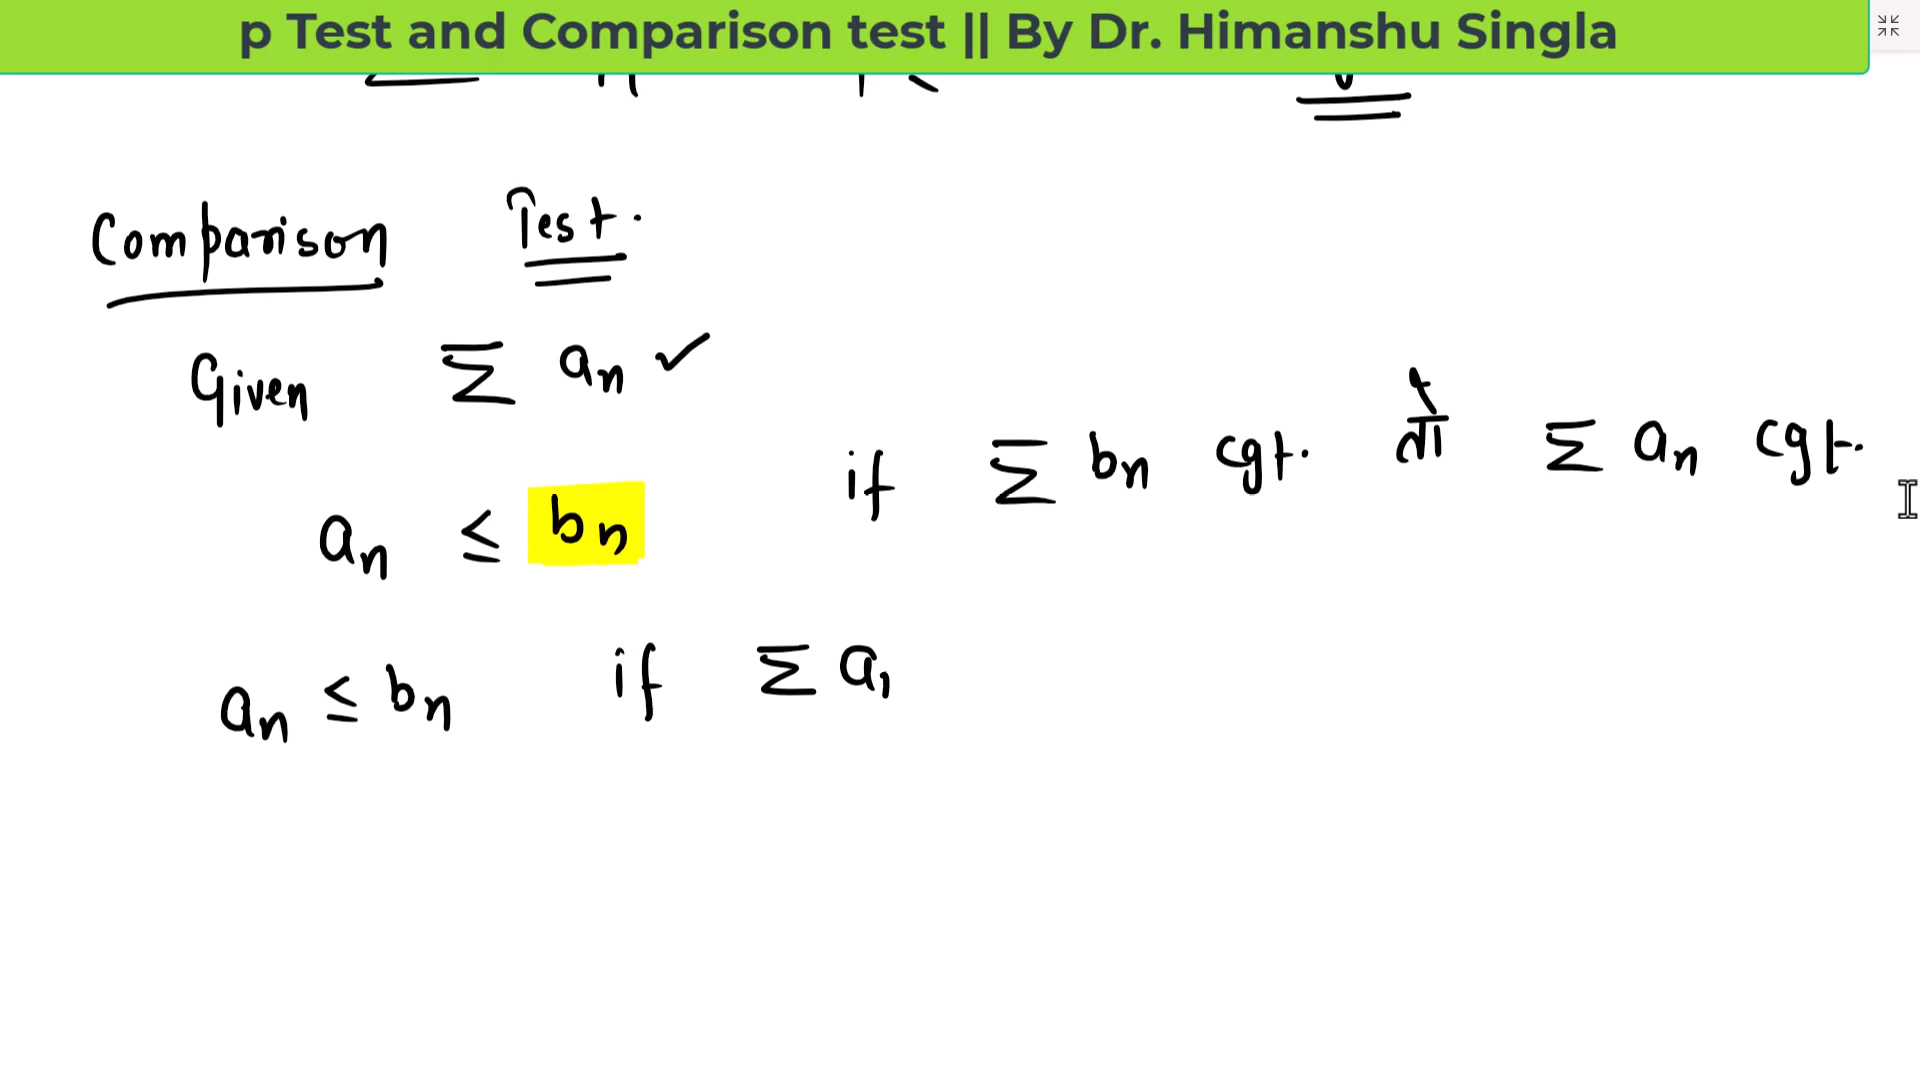 p Test and Comparison test || By Dr. Himanshu Singla
Comparison Test.
Given Σ an ✓
an ≤ bn if Σ bn cgt. तो Σ an cgt.
an ≤ bn if Σ a